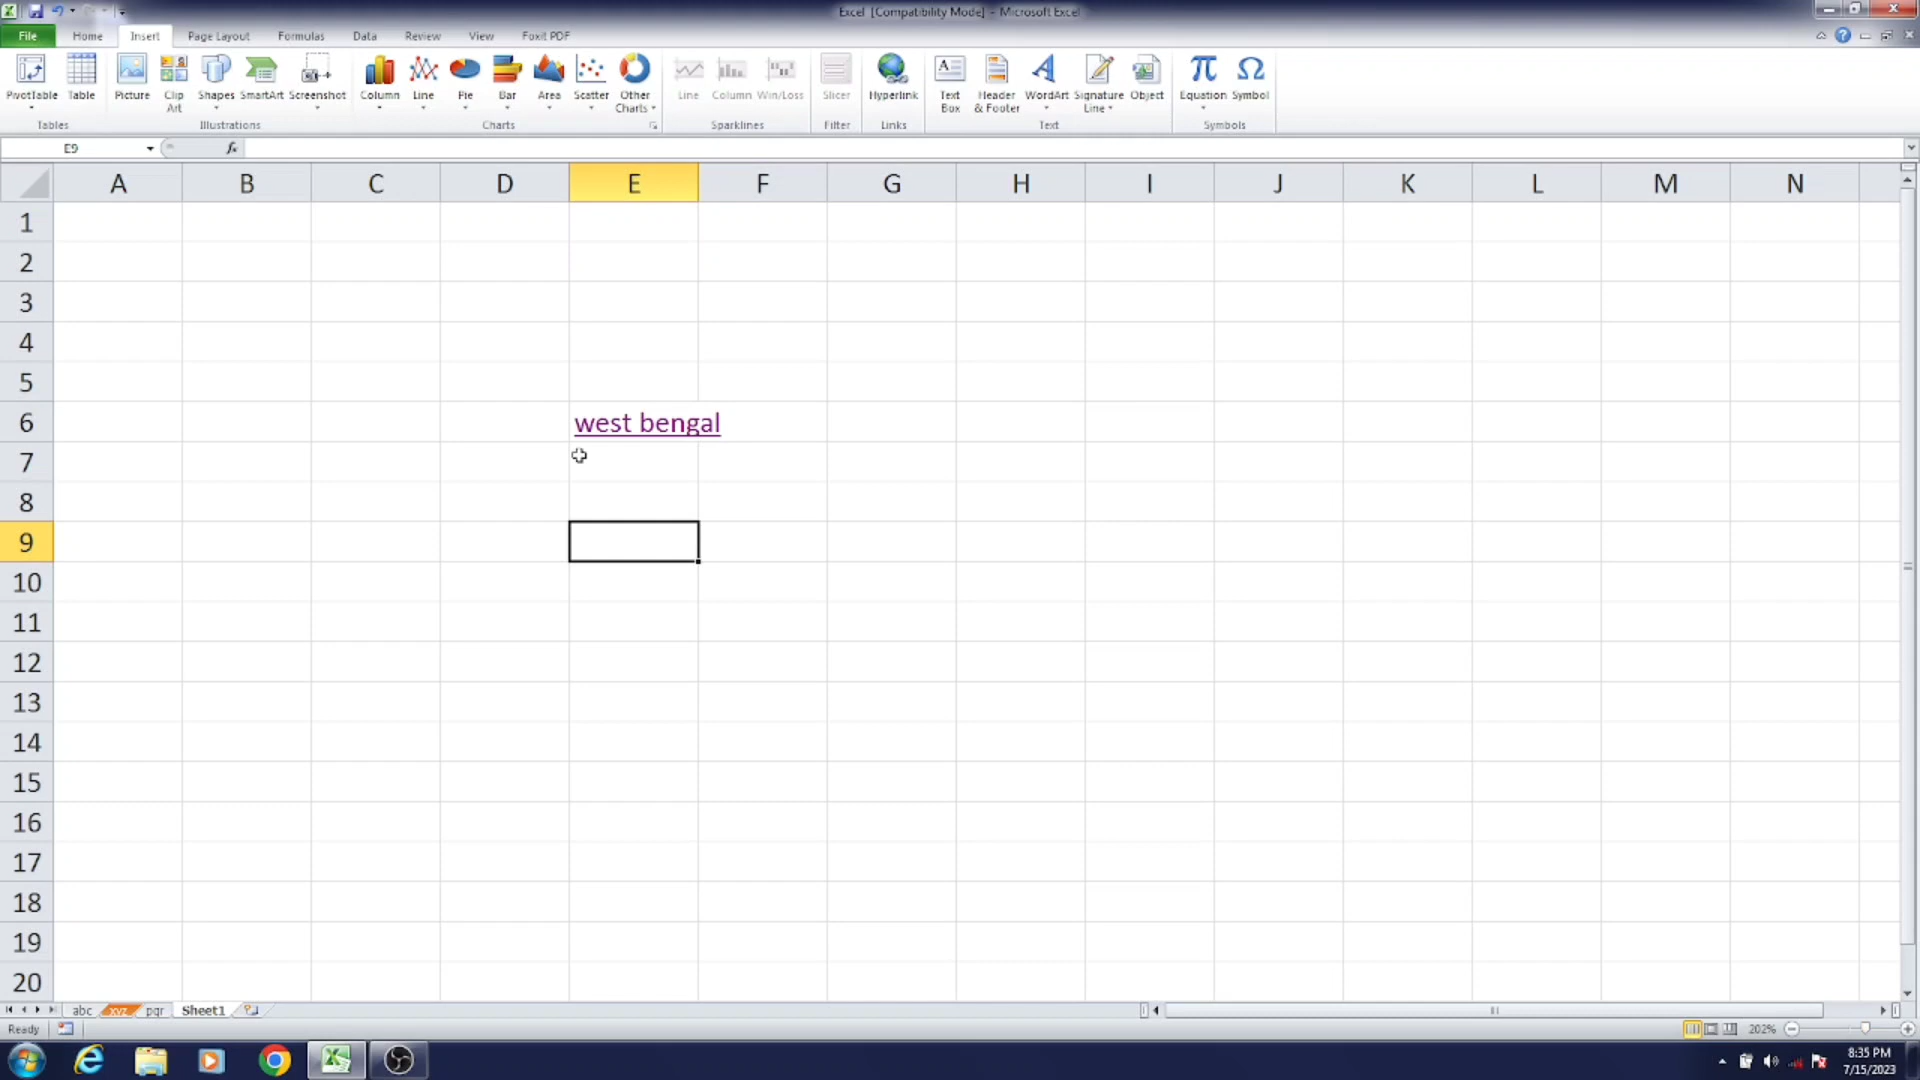 Excel [Compatibility Mode] - Microsoft Excel
File Home Insert Page Layout Formulas Data Review View Foxit PDF
PivotTable Table Picture Clip Art Shapes SmartArt Screenshot Column Line Pie Bar Area Scatter Other Charts Line Column Win/Loss Slicer Hyperlink Text Box Header & Footer WordArt Signature Line Object Equation Symbol
Tables Illustrations Charts Sparklines Filter Links Text Symbols
E9 fx
A B C D E F G H I J K L M N
1
2
3
4
5
6 west bengal
7
8
9
10
11
12
13
14
15
16
17
18
19
20
abc xyz pqr Sheet1
Ready 202%
8:35 PM
7/15/2023